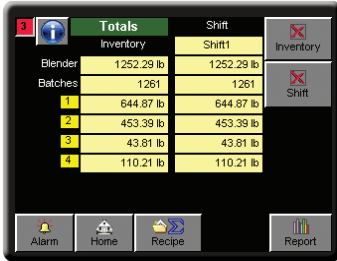 3 i Totals Shift
Inventory Shift1 Inventory
Blender 1252.29 lb 1252.29 lb
Batches 1261 1261 Shift
1 644.87 lb 644.87 lb
2 453.39 lb 453.39 lb
3 43.81 lb 43.81 lb
4 110.21 lb 110.21 lb
Alarm Home Recipe Report